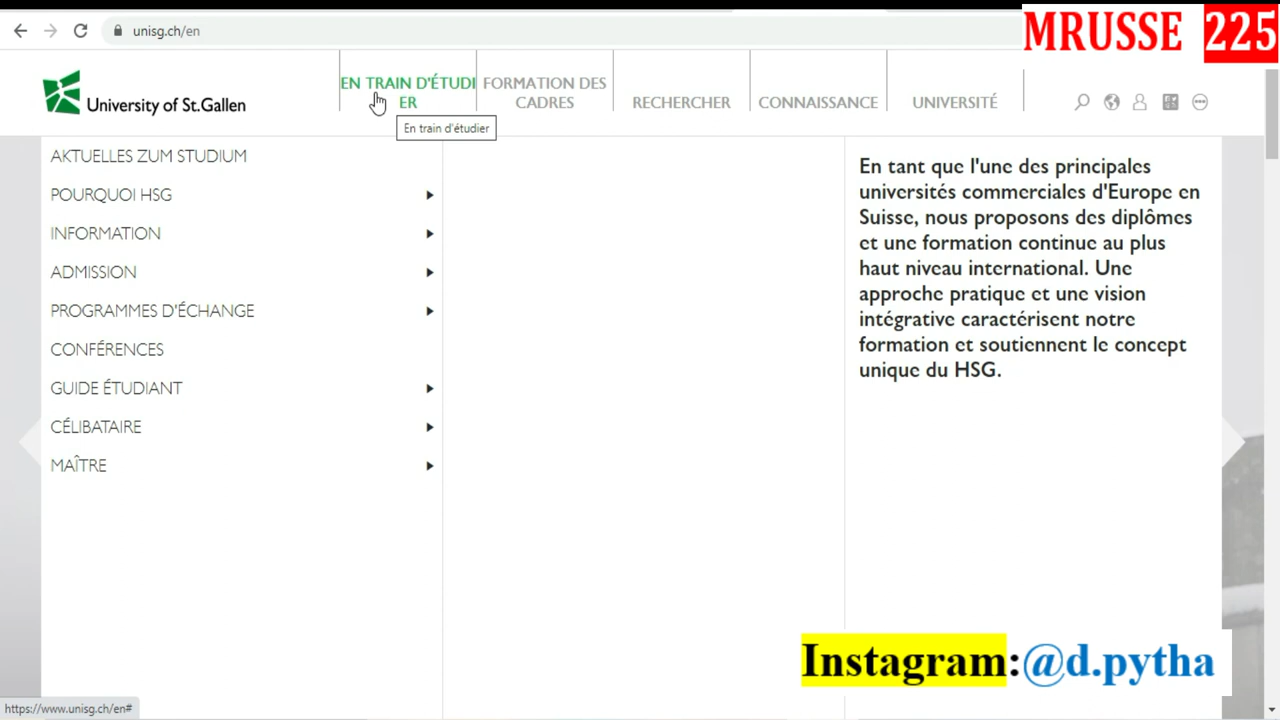 unisg.ch/en
MRUSSE 225
University of St.Gallen
EN TRAIN D'ÉTUDI
ER
FORMATION DES
CADRES
RECHERCHER
CONNAISSANCE
UNIVERSITÉ
En train d'étudier
AKTUELLES ZUM STUDIUM
POURQUOI HSG
INFORMATION
ADMISSION
PROGRAMMES D'ÉCHANGE
CONFÉRENCES
GUIDE ÉTUDIANT
CÉLIBATAIRE
MAÎTRE
En tant que l'une des principales
universités commerciales d'Europe en
Suisse, nous proposons des diplômes
et une formation continue au plus
haut niveau international. Une
approche pratique et une vision
intégrative caractérisent notre
formation et soutiennent le concept
unique du HSG.
Instagram:@d.pytha
https://www.unisg.ch/en#